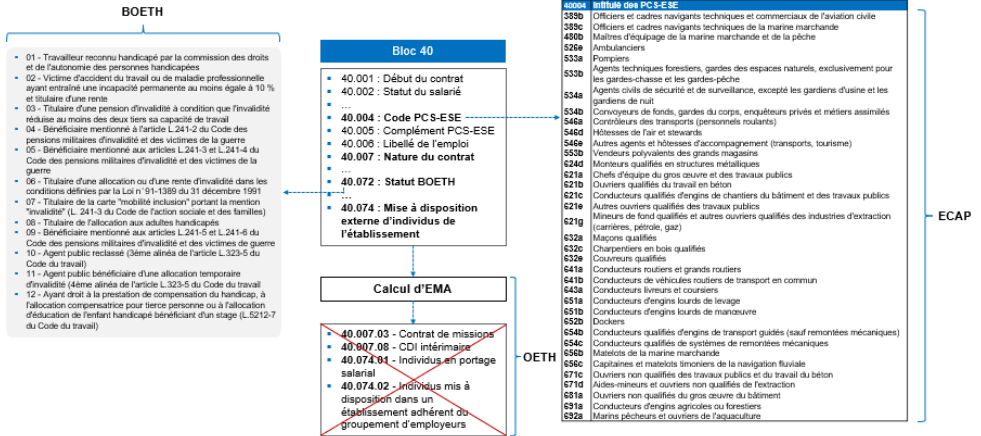 BOETH
01 - Travailleur reconnu handicapé par la commission des droits
et de l'autonomie des personnes handicapées
02 - Victime d'accident du travail ou de maladie professionnelle
ayant entraîné une incapacité permanente au moins égale à 10 %
et titulaire d'une rente
03 - Titulaire d'une pension d'invalidité à condition que l'invalidité
réduise au moins des deux tiers sa capacité de travail
04 - Bénéficiaire mentionné à l'article L.241-2 du Code des
pensions militaires d'invalidité et des victimes de la guerre
05 - Bénéficiaire mentionné aux articles L.241-3 et L.241-4 du
Code des pensions militaires d'invalidité et des victimes de la
guerre
06 - Titulaire d'une allocation ou d'une rente d'invalidité dans les
conditions définies par la Loi n°91-1389 du 31 décembre 1991
07 - Titulaire de la carte "mobilité inclusion" portant la mention
"invalidité" (L. 241-3 du Code de l'action sociale et des familles)
08 - Titulaire de l'allocation aux adultes handicapés
09 - Bénéficiaire mentionné aux articles L.241-5 et L.241-6 du
Code des pensions militaires d'invalidité et des victimes de guerre
10 - Agent public reclassé (3ème alinéa de l'article L.323-5 du
Code du travail)
11 - Agent public bénéficiaire d'une allocation temporaire
d'invalidité (4ème alinéa de l'article L.323-5 du Code du travail
12 - Ayant droit à la prestation de compensation du handicap, à
l'allocation compensatrice pour tierce personne ou à l'allocation
d'éducation de l'enfant handicapé bénéficiant d'un stage (L.5212-7
du Code du travail)
Bloc 40
40.001 : Début du contrat
40.002 : Statut du salarié
...
40.004 : Code PCS-ESE
40.005 : Complément PCS-ESE
40.006 : Libellé de l'emploi
40.007 : Nature du contrat
...
40.072 : Statut BOETH
...
40.074 : Mise à disposition
externe d'individus de
l'établissement
Calcul d'EMA
40.007.03 - Contrat de missions
40.007.08 - CDI intérimaire
40.074.01 - Individus en portage
salarial
40.074.02 - Individus mis à
disposition dans un
établissement adhérent du
groupement d'employeurs
OETH
40004 Intitulé des PCS-ESE
389b Officiers et cadres navigants techniques et commerciaux de l'aviation civile
389c Officiers et cadres navigants techniques de la marine marchande
480b Maîtres d'équipage de la marine marchande et de la pêche
526e Ambulanciers
533a Pompiers
533b Agents techniques forestiers, gardes des espaces naturels, exclusivement pour
les gardes-chasse et les gardes-pêche
534a Agents civils de sécurité et de surveillance, excepté les gardiens d'usine et les
gardiens de nuit
534b Convoyeurs de fonds, gardes du corps, enquêteurs privés et métiers assimilés
546a Contrôleurs des transports (personnels roulants)
546d Hôtesses de l'air et stewards
546e Autres agents et hôtesses d'accompagnement (transports, tourisme)
553b Vendeurs polyvalents des grands magasins
624d Monteurs qualifiés en structures métalliques
621a Chefs d'équipe du gros œuvre et des travaux publics
621b Ouvriers qualifiés du travail en béton
621c Conducteurs qualifiés d'engins de chantiers du bâtiment et des travaux publics
621e Autres ouvriers qualifiés des travaux publics
621g Mineurs de fond qualifiés et autres ouvriers qualifiés des industries d'extraction
(carrières, pétrole, gaz)
632a Maçons qualifiés
632c Charpentiers en bois qualifiés
632e Couvreurs qualifiés
641a Conducteurs routiers et grands routiers
641b Conducteurs de véhicules routiers de transport en commun
643a Conducteurs livreurs et coursiers
651a Conducteurs d'engins lourds de levage
651b Conducteurs d'engins lourds de manœuvre
652b Dockers
654b Conducteurs qualifiés d'engins de transport guidés (sauf remontées mécaniques)
654c Conducteurs qualifiés de systèmes de remontées mécaniques
656b Matelots de la marine marchande
656c Capitaines et matelots timoniers de la navigation fluviale
671c Ouvriers non qualifiés des travaux publics et du travail du béton
671d Aides-mineurs et ouvriers non qualifiés de l'extraction
681a Ouvriers non qualifiés du gros œuvre du bâtiment
691a Conducteurs d'engins agricoles ou forestiers
692a Marins pêcheurs et ouvriers de l'aquaculture
ECAP